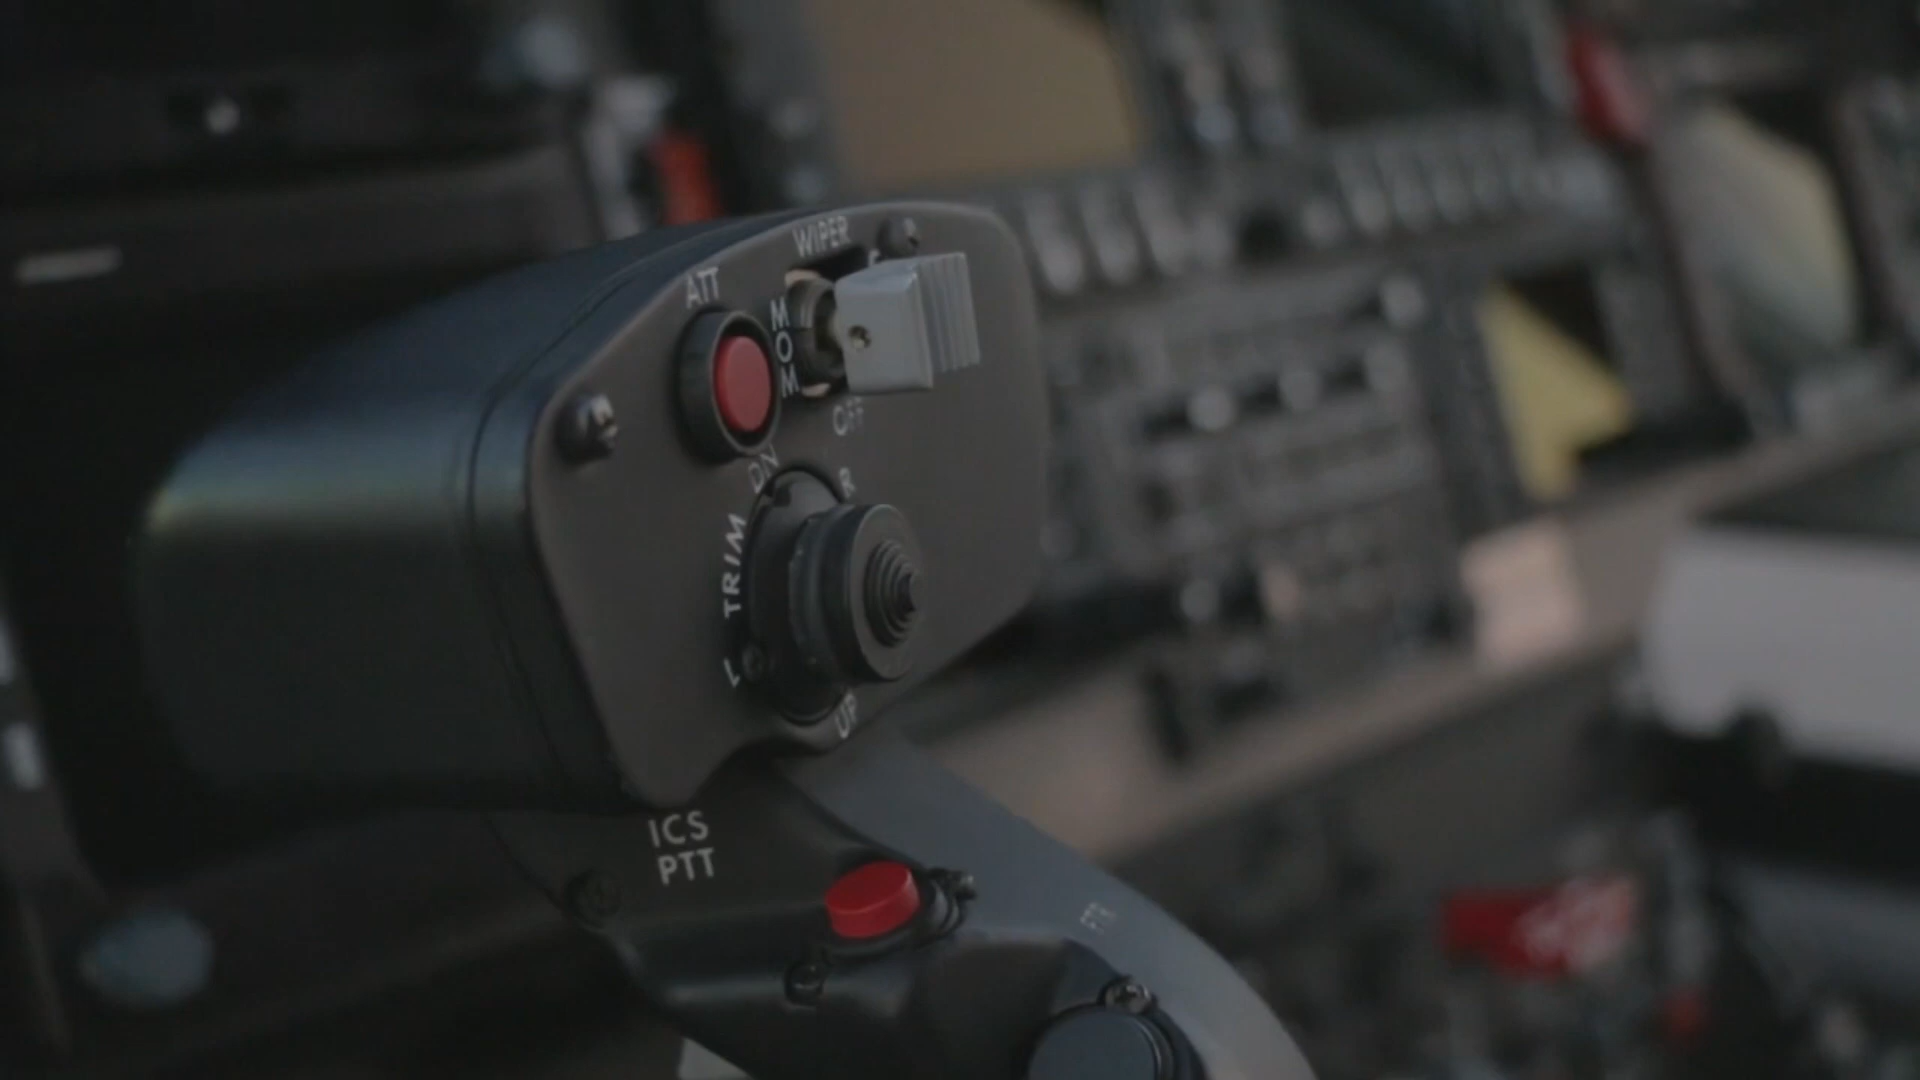 WIPER
ATT
MOM
OFF
DN
R
TRIM
L
UP
ICS
PTT